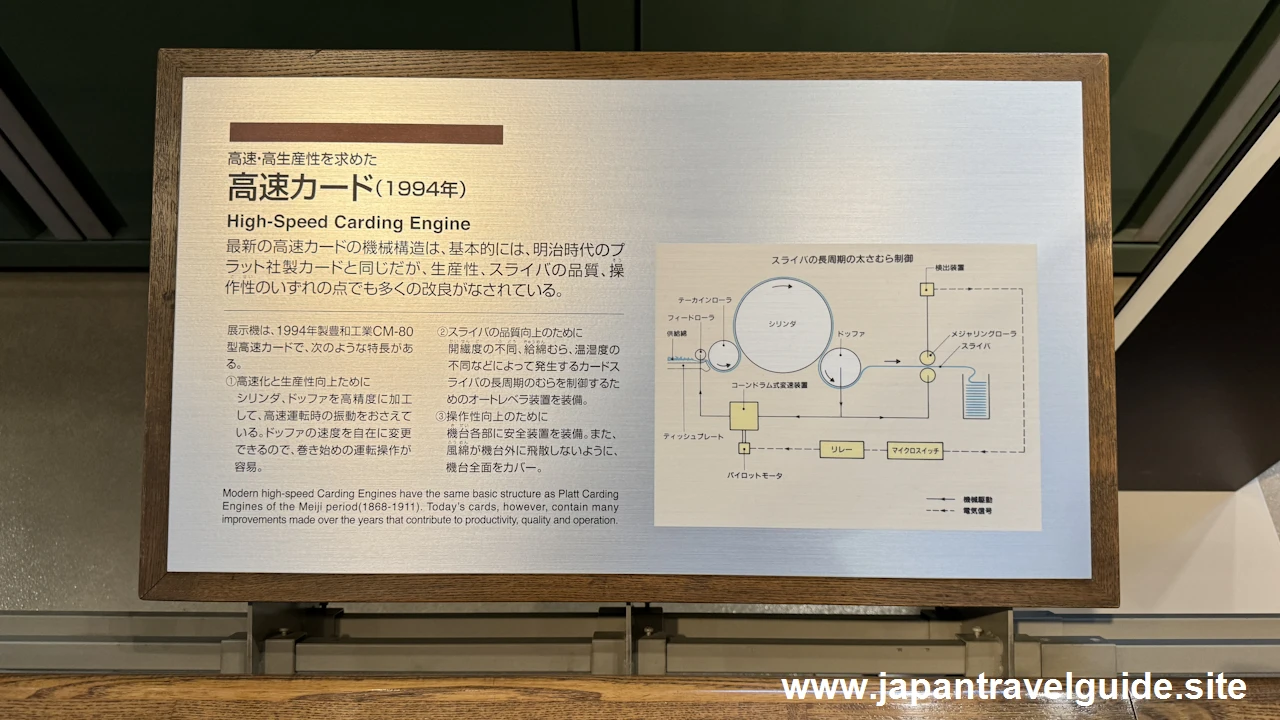 高速・高生産性を求めた
高速カード(1994年)
High-Speed Carding Engine
最新の高速カードの機械構造は、基本的には、明治時代のプ
ラット社製カードと同じだが、生産性、スライバの品質、操
作性のいずれの点でも多くの改良がなされている。
展示機は、1994年製豊和工業CM-80
型高速カードで、次のような特長があ
る。
①高速化と生産性向上ために
シリンダ、ドッファを高精度に加工
して、高速運転時の振動をおさえて
いる。ドッファの速度を自在に変更
できるので、巻き始めの運転操作が
容易。
②スライバの品質向上のために
開繊度の不同、給綿むら、温湿度の
不同などによって発生するカードス
ライバの長周期のむらを制御するた
めのオートレベラ装置を装備。
③操作性向上のために
機台各部に安全装置を装備。また、
風綿が機台外に飛散しないように、
機台全面をカバー。
Modern high-speed Carding Engines have the same basic structure as Platt Carding
Engines of the Meiji period(1868-1911). Today's cards, however, contain many
improvements made over the years that contribute to productivity, quality and operation.
スライバの長周期の太さむら制御
検出装置
テーカインローラ
フィードローラ
供給綿
シリンダ
ドッファ
メジャリングローラ
スライバ
コーンドラム式変速装置
ディッシュプレート
リレー
マイクロスイッチ
パイロットモータ
機械駆動
電気信号
www.japantravelguide.site